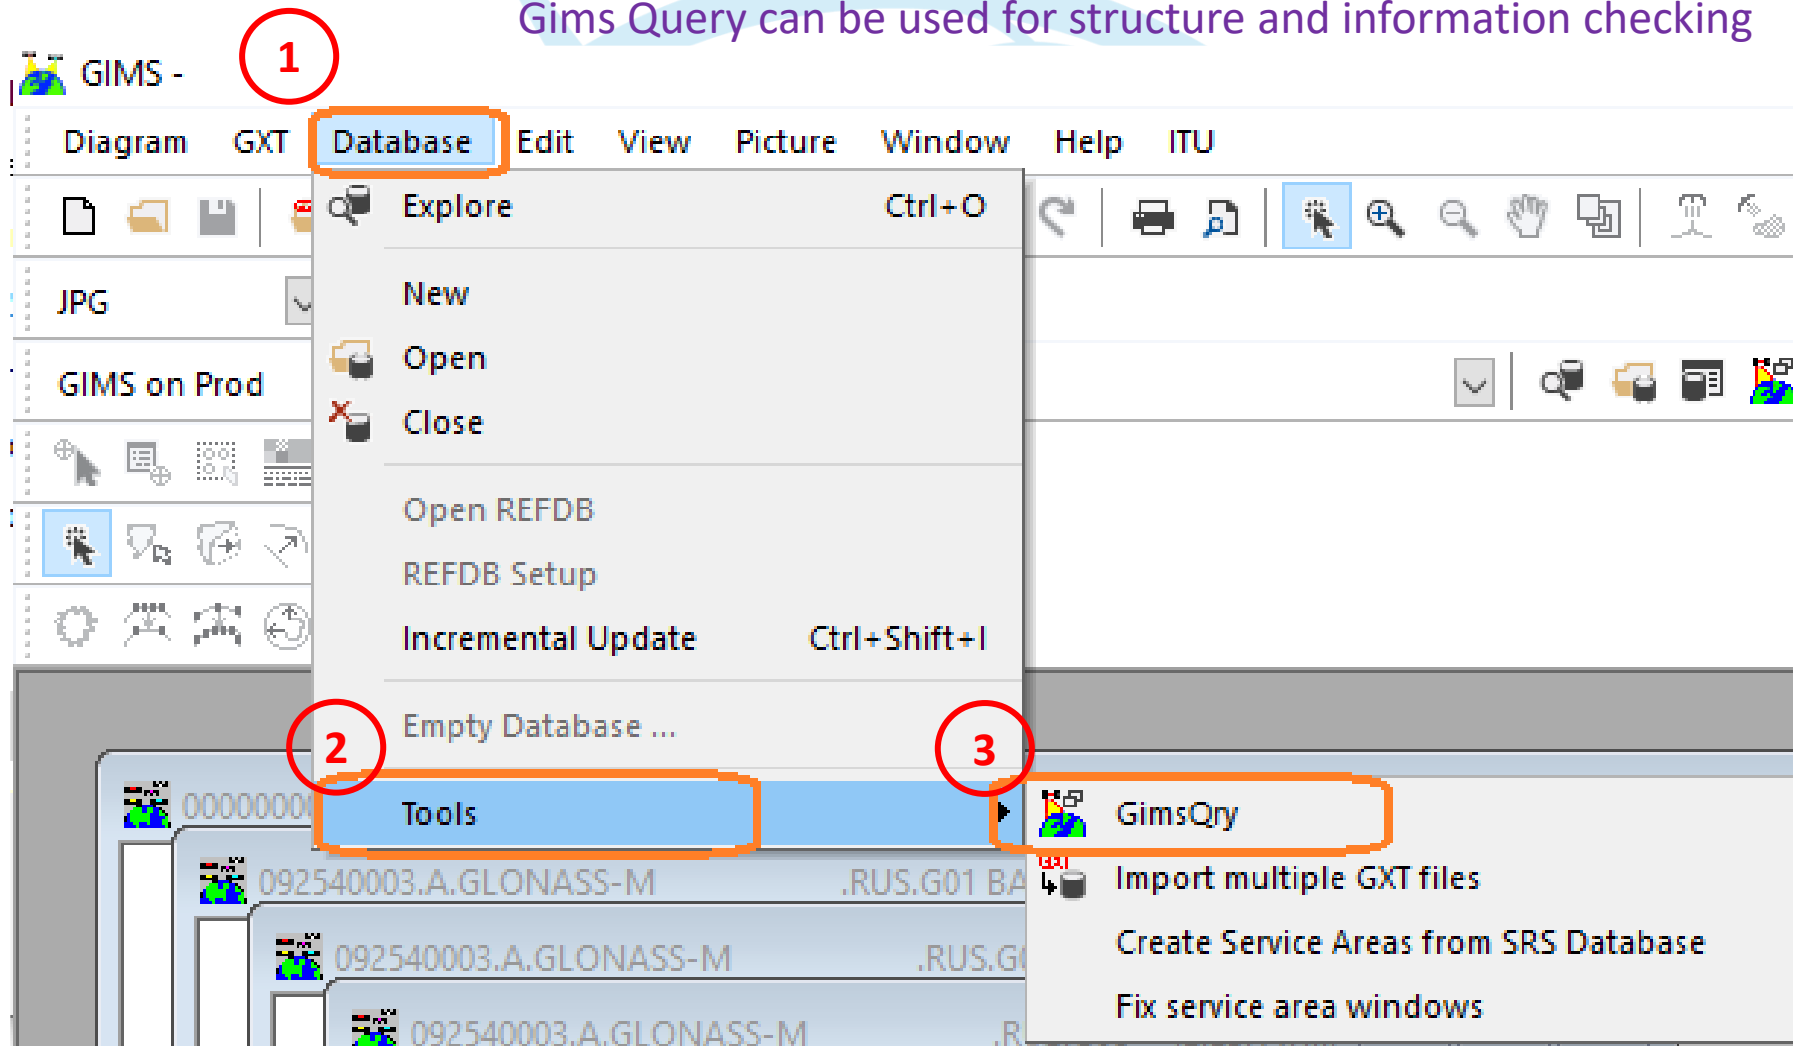 Gims Query can be used for structure and information checking
1
GIMS -
Diagram GXT Database Edit View Picture Window Help ITU
Explore Ctrl+O
New
JPG
Open
GIMS on Prod
Close
Open REFDB
REFDB Setup
Incremental Update Ctrl+Shift+I
Empty Database ...
2
3
Tools
GimsQry
Import multiple GXT files
Create Service Areas from SRS Database
Fix service area windows
092540003.A.GLONASS-M .RUS.G01
092540003.A.GLONASS-M
092540003.A.GLONASS-M